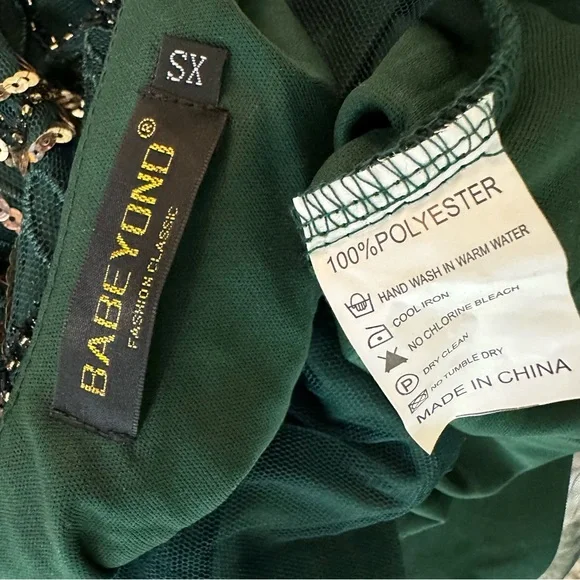 SX
BABEYOND®
FASHION CLASSIC
100%POLYESTER
HAND WASH IN WARM WATER
COOL IRON
NO CHLORINE BLEACH
P DRY CLEAN
NO TUMBLE DRY
MADE IN CHINA